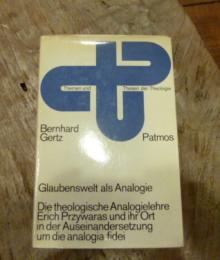 Themen und Thesen der Theologie
Bernhard Gertz
Patmos
Glaubenswelt als Analogie
Die theologische Analogielehre
Erich Przywaras und ihr Ort
in der Auseinandersetzung
um die analogia fidei